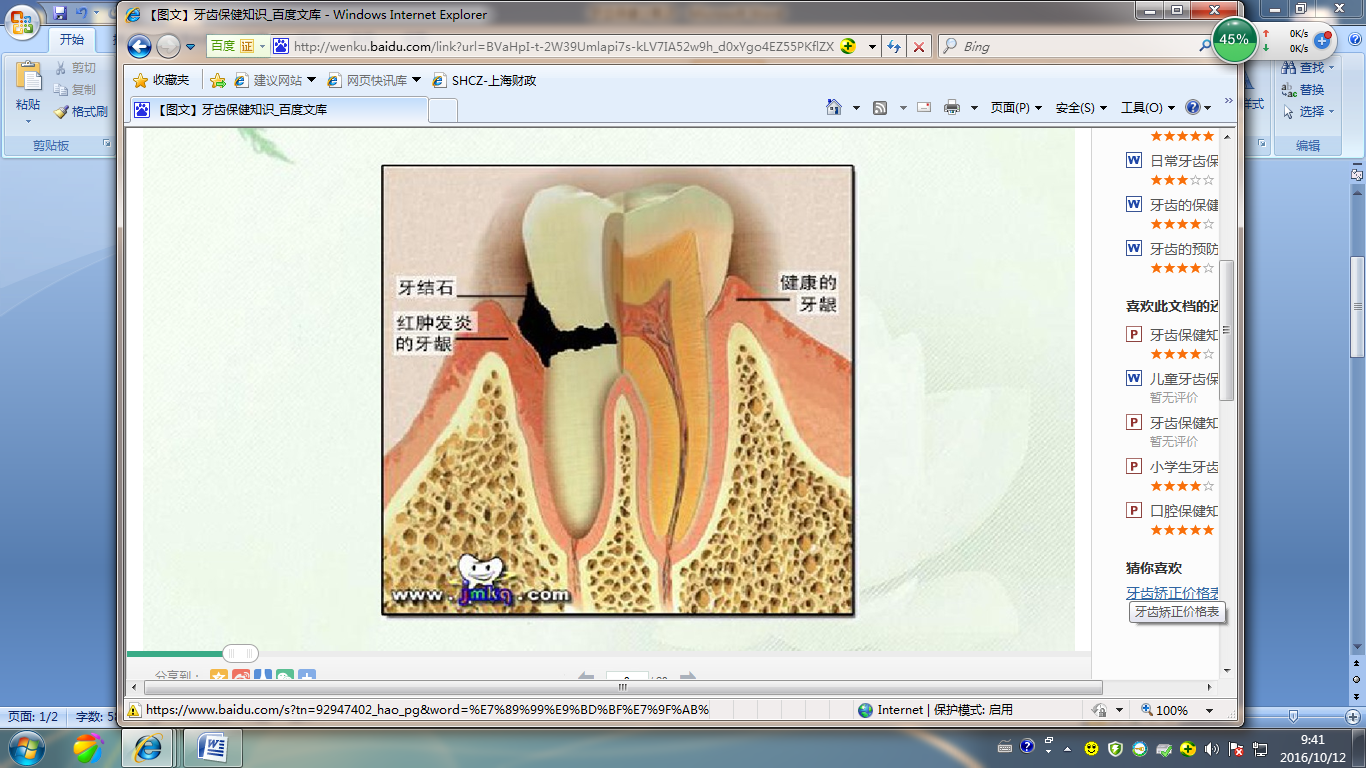 【图文】牙齿保健知识_百度文库 - Windows Internet Explorer
开始
百度 证
http://wenku.baidu.com/link?url=BVaHpI-t-2W39Umlapi7s-kLV7IA52w9h_d0xYgo4EZ55PKflZX
Bing
45%
0K/s
0K/s
剪切
复制
粘贴
格式刷
剪贴板
收藏夹
建议网站
网页快讯库
SHCZ-上海财政
查找
替换
选择
编辑
【图文】牙齿保健知识_百度文库
页面(P)
安全(S)
工具(O)
牙结石
红肿发炎
的牙龈
健康的
牙龈
www.jmkq.com
日常牙齿保
牙齿的保健
牙齿的预防
喜欢此文档的还
牙齿保健知
儿童牙齿保
暂无评价
牙齿保健知
暂无评价
小学生牙齿
口腔保健知
猜你喜欢
牙齿矫正价格表
牙齿矫正价格表
分享到：
https://www.baidu.com/s?tn=92947402_hao_pg&word=%E7%89%99%E9%BD%BF%E7%9F%AB%
Internet | 保护模式: 启用
100%
页面: 1/2
字数:
9:41
2016/10/12